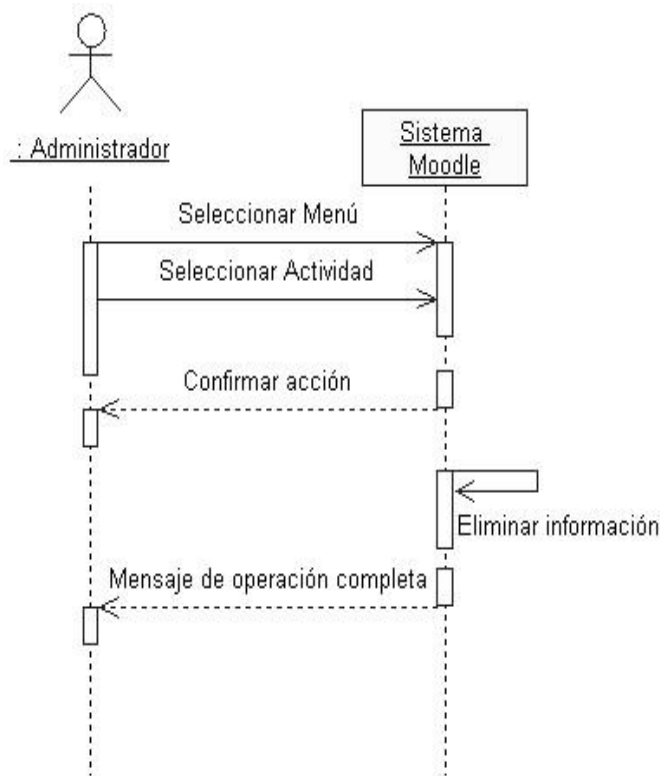 : Administrador
Sistema
Moodle
Seleccionar Menú
Seleccionar Actividad
Confirmar acción
Eliminar información
Mensaje de operación completa